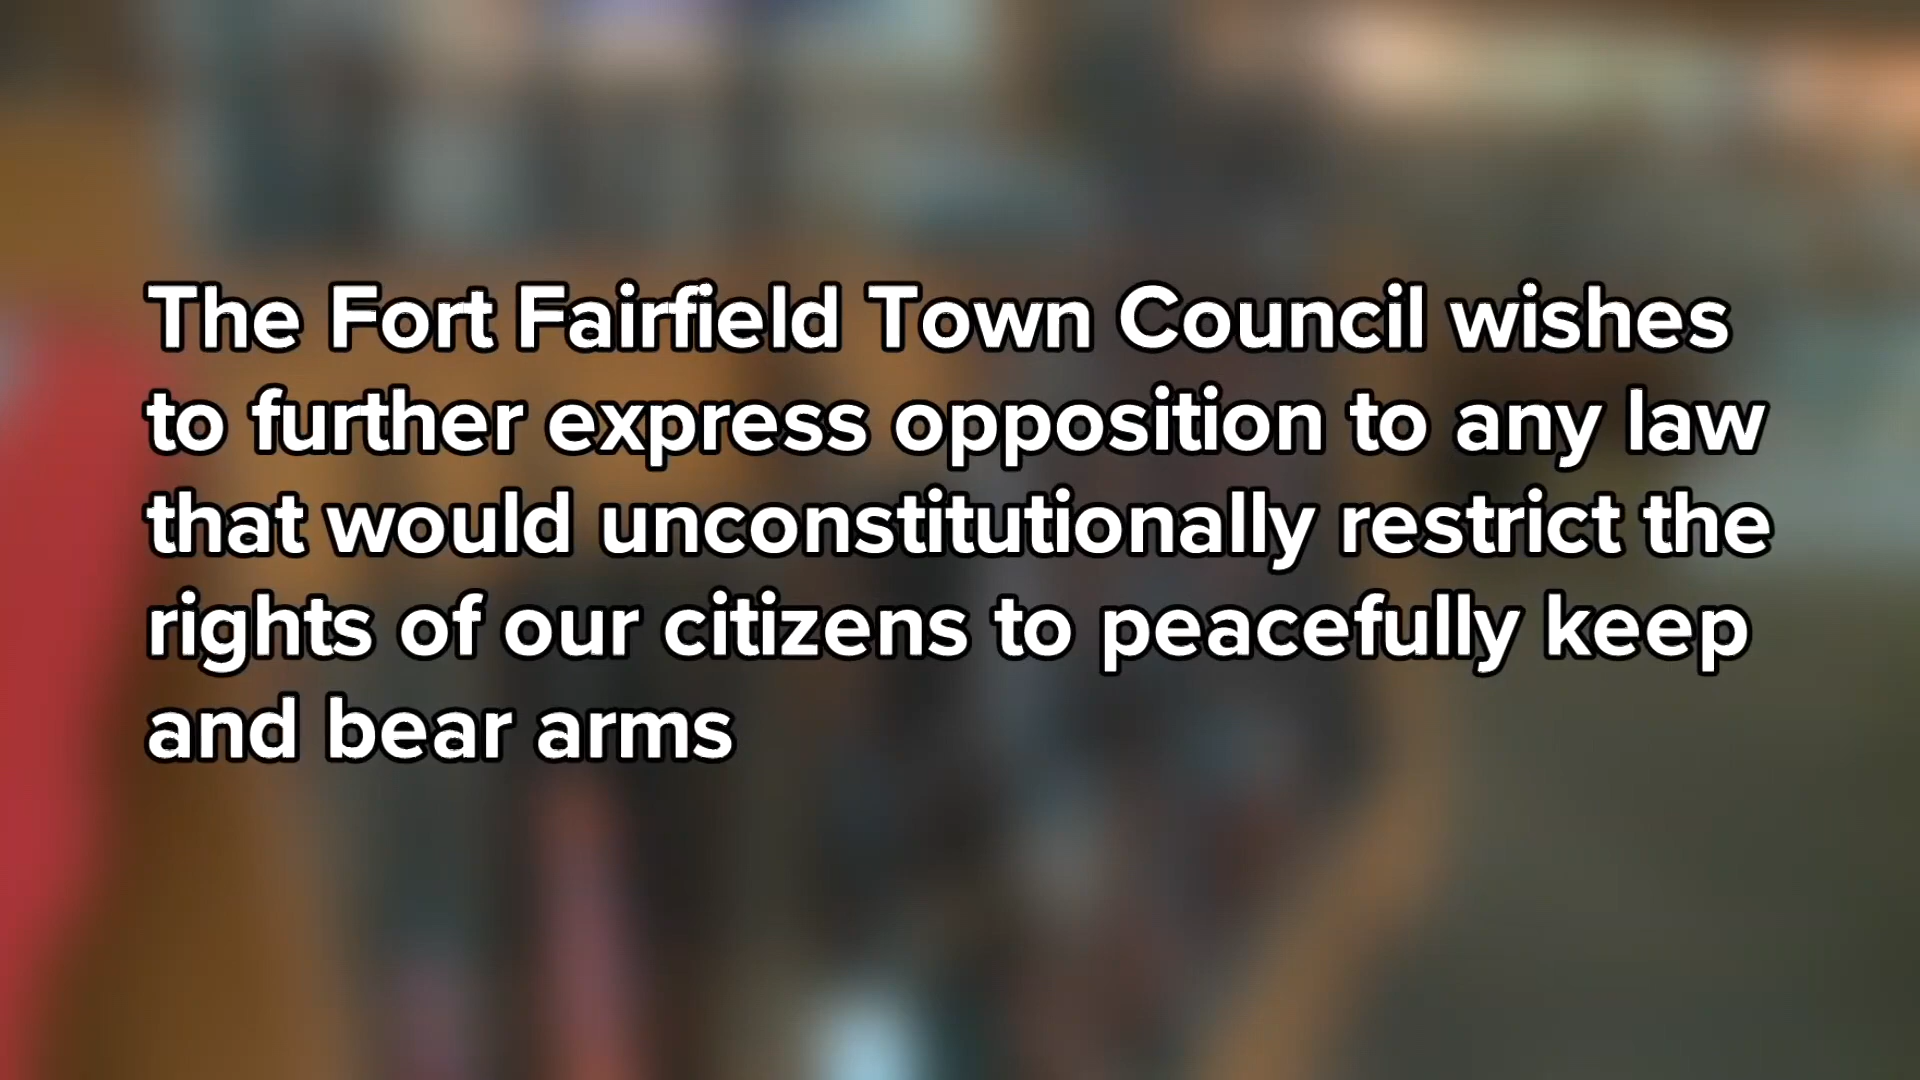 The Fort Fairfield Town Council wishes
to further express opposition to any law
that would unconstitutionally restrict the
rights of our citizens to peacefully keep
and bear arms